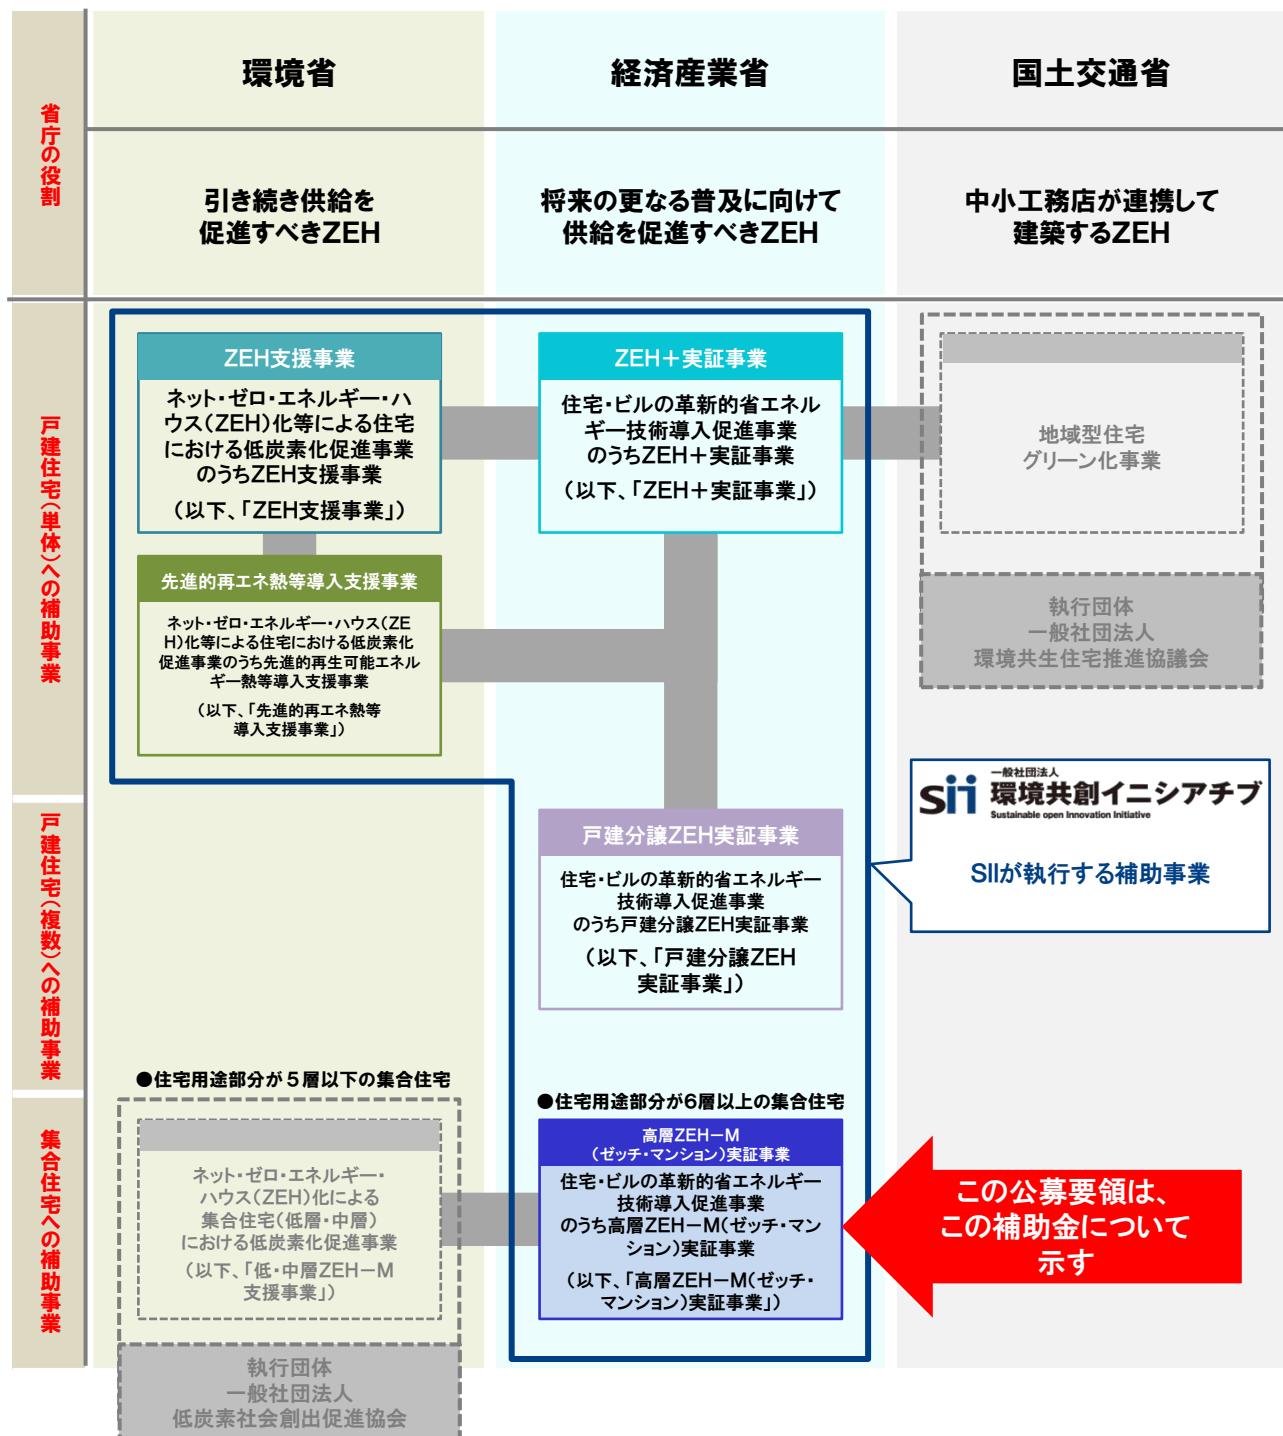 省庁の役割
環境省
経済産業省
国土交通省
引き続き供給を
促進すべきZEH
将来の更なる普及に向けて
供給を促進すべきZEH
中小工務店が連携して
建築するZEH
戸建住宅（単体）への補助事業
ZEH支援事業
ネット・ゼロ・エネルギー・ハ
ウス（ZEH）化等による住宅
における低炭素化促進事業
のうちZEH支援事業
（以下、「ZEH支援事業」）
ZEH＋実証事業
住宅・ビルの革新的省エネル
ギー技術導入促進事業
のうちZEH＋実証事業
（以下、「ZEH＋実証事業」）
地域型住宅
グリーン化事業
執行団体
一般社団法人
環境共生住宅推進協議会
先進的再エネ熱等導入支援事業
ネット・ゼロ・エネルギー・ハウス（ZE
H）化等による住宅における低炭素化
促進事業のうち先進的再生可能エネル
ギー熱等導入支援事業
（以下、「先進的再エネ熱等
導入支援事業」）
sii
一般社団法人
環境共創イニシアチブ
Sustainable open Innovation Initiative
SIIが執行する補助事業
戸建住宅（複数）への補助事業
戸建分譲ZEH実証事業
住宅・ビルの革新的省エネルギー
技術導入促進事業
のうち戸建分譲ZEH実証事業
（以下、「戸建分譲ZEH
実証事業」）
集合住宅への補助事業
●住宅用途部分が５層以下の集合住宅
ネット・ゼロ・エネルギー・
ハウス（ZEH）化による
集合住宅（低層・中層）
における低炭素化促進事業
（以下、「低・中層ZEH－M
支援事業」）
執行団体
一般社団法人
低炭素社会創出促進協会
●住宅用途部分が6層以上の集合住宅
高層ZEH－M
（ゼッチ・マンション）実証事業
住宅・ビルの革新的省エネルギー
技術導入促進事業
のうち高層ZEH－M（ゼッチ・マン
ション）実証事業
（以下、「高層ZEH－M（ゼッチ・
マンション）実証事業」）
この公募要領は、
この補助金について
示す